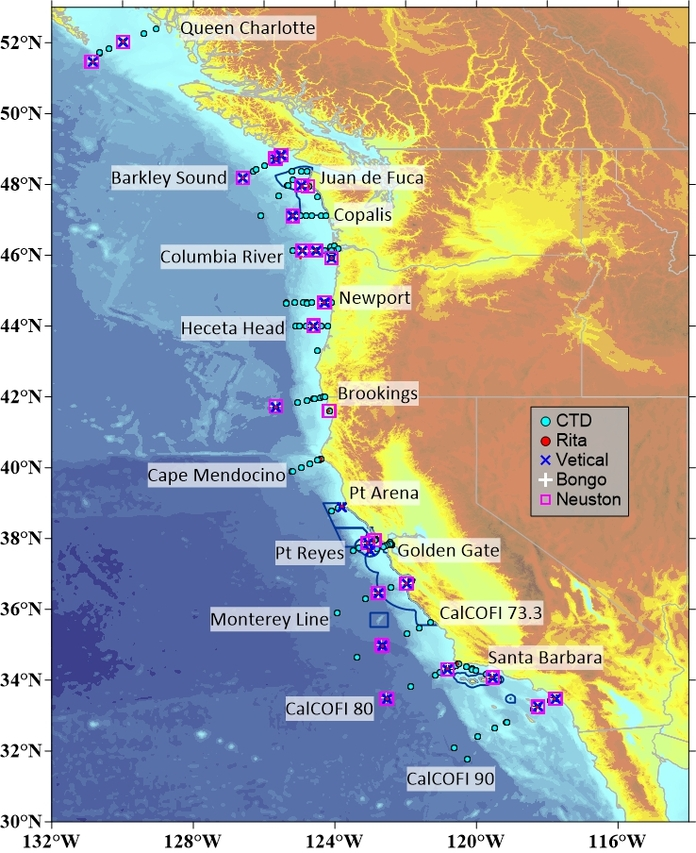 52°N
Queen Charlotte
50°N
48°N
Barkley Sound
Juan de Fuca
Copalis
46°N
Columbia River
Newport
44°N
Heceta Head
42°N
Brookings
CTD
Rita
Vetical
Bongo
Neuston
40°N
Cape Mendocino
Pt Arena
38°N
Pt Reyes
Golden Gate
36°N
Monterey Line
CalCOFI 73.3
Santa Barbara
34°N
CalCOFI 80
32°N
CalCOFI 90
30°N
132°W 128°W 124°W 120°W 116°W